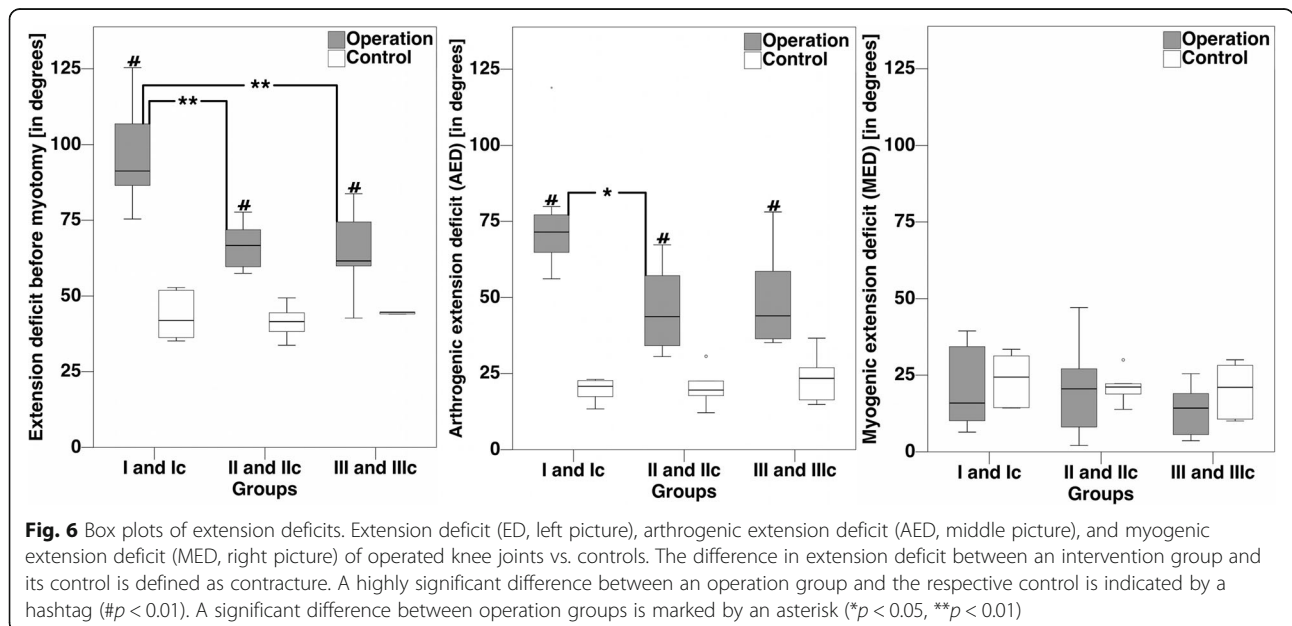 Extension deficit before myotomy [in degrees]
125
100
75
50
25
0
Operation
Control
#
**
**
#
#
I and Ic
II and IIc
III and IIIc
Groups
Arthrogenic extension deficit (AED) [in degrees]
125
100
75
50
25
0
Operation
Control
#
*
#
#
I and Ic
II and IIc
III and IIIc
Groups
Myogenic extension deficit (MED) [in degrees]
125
100
75
50
25
0
Operation
Control
I and Ic
II and IIc
III and IIIc
Groups
Fig. 6 Box plots of extension deficits. Extension deficit (ED, left picture), arthrogenic extension deficit (AED, middle picture), and myogenic
extension deficit (MED, right picture) of operated knee joints vs. controls. The difference in extension deficit between an intervention group and
its control is defined as contracture. A highly significant difference between an operation group and the respective control is indicated by a
hashtag (#p < 0.01). A significant difference between operation groups is marked by an asterisk (*p < 0.05, **p < 0.01)